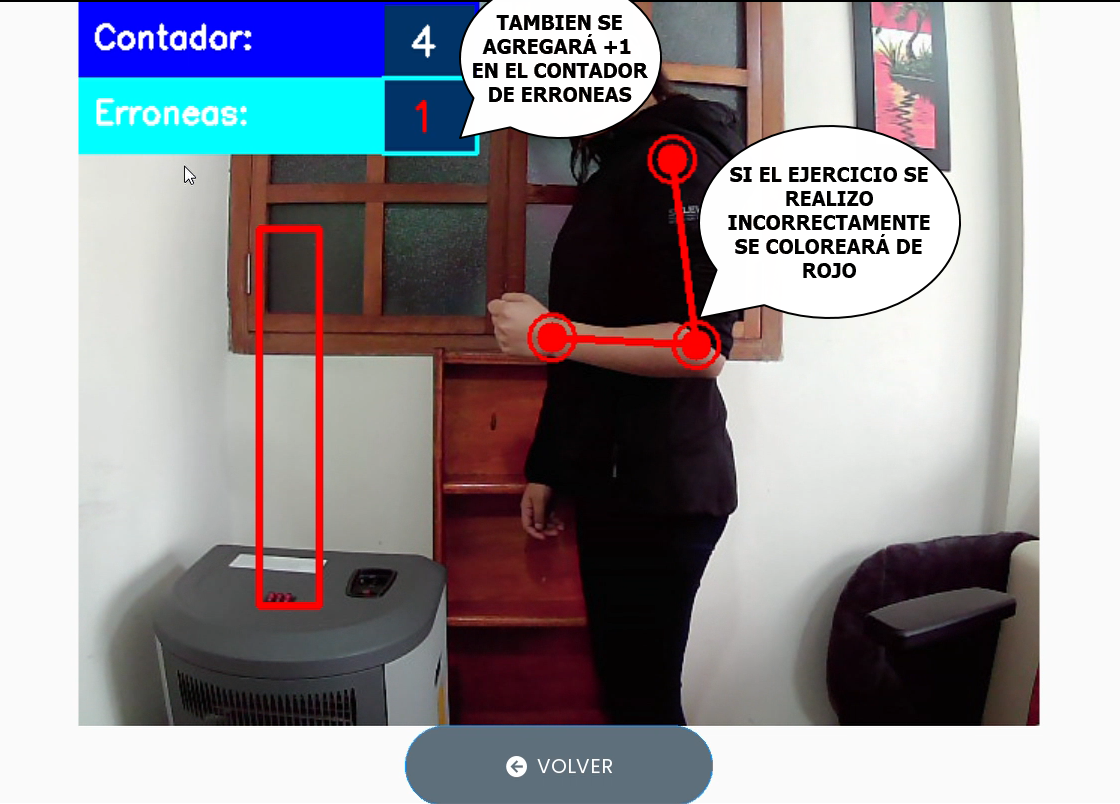 Contador: 4
TAMBIEN SE
AGREGARÁ +1
EN EL CONTADOR
DE ERRONEAS
Erroneas: 1
SI EL EJERCICIO SE
REALIZO
INCORRECTAMENTE
SE COLOREARÁ DE
ROJO
VOLVER